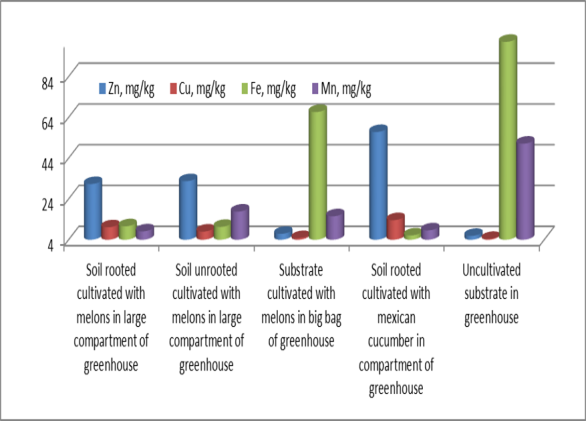 84
64
44
24
4
Zn, mg/kg Cu, mg/kg Fe, mg/kg Mn, mg/kg
Soil rooted
cultivated with
melons in large
compartment of
greenhouse
Soil unrooted
cultivated with
melons in large
compartment of
greenhouse
Substrate
cultivated with
melons in big bag
of greenhouse
Soil rooted
cultivated with
mexican
cucumber in
compartment of
greenhouse
Uncultivated
substrate in
greenhouse